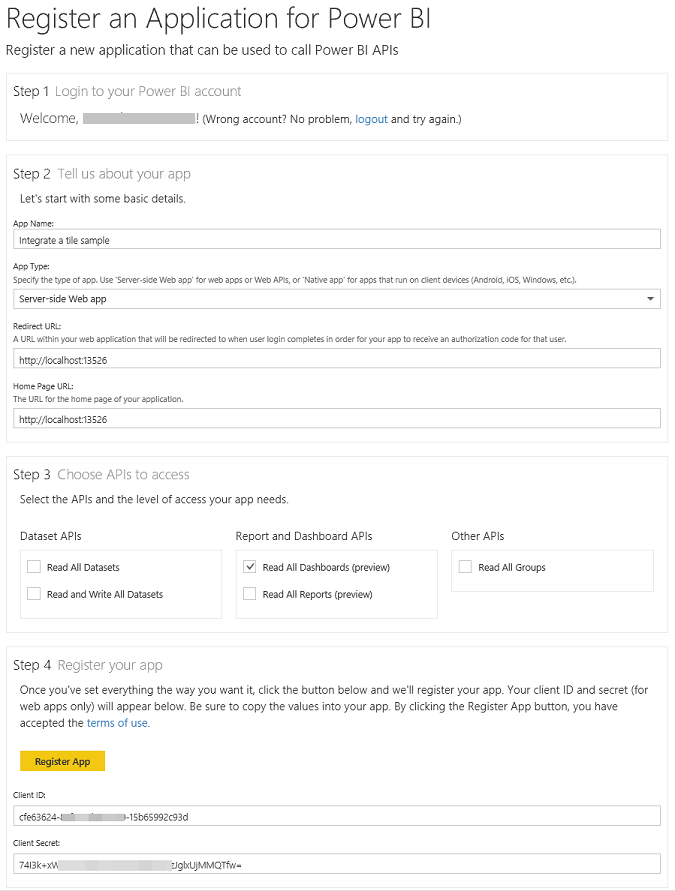 Register an Application for Power BI
Register a new application that can be used to call Power BI APIs
Step 1 Login to your Power BI account
Welcome, ! (Wrong account? No problem, logout and try again.)
Step 2 Tell us about your app
Let's start with some basic details.
App Name:
Integrate a tile sample
App Type:
Specify the type of app. Use 'Server-side Web app' for web apps or Web APIs, or 'Native app' for apps that run on client devices (Android, iOS, Windows, etc.).
Server-side Web app
Redirect URL:
A URL within your web application that will be redirected to when user login completes in order for your app to receive an authorization code for that user.
http://localhost:13526
Home Page URL:
The URL for the home page of your application.
http://localhost:13526
Step 3 Choose APIs to access
Select the APIs and the level of access your app needs.
Dataset APIs
Read All Datasets
Read and Write All Datasets
Report and Dashboard APIs
Read All Dashboards (preview)
Read All Reports (preview)
Other APIs
Read All Groups
Step 4 Register your app
Once you've set everything the way you want it, click the button below and we'll register your app. Your client ID and secret (for
web apps only) will appear below. Be sure to copy the values into your app. By clicking the Register App button, you have
accepted the terms of use.
Register App
Client ID:
cfe63624- -15b65992c93d
Client Secret: